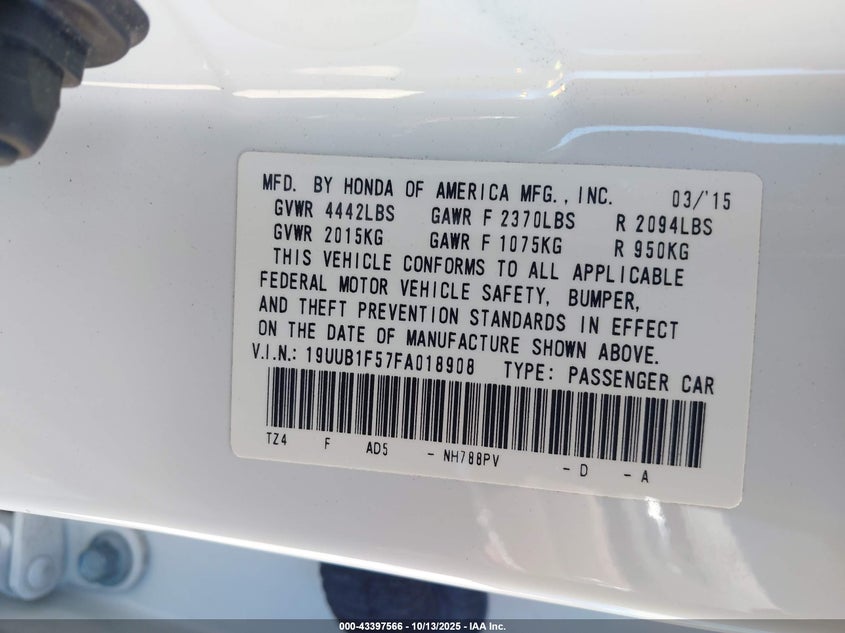 MFD. BY HONDA OF AMERICA MFG., INC. 03/'15
GVWR 4442LBS GAWR F 2370LBS R 2094LBS
GVWR 2015KG GAWR F 1075KG R 950KG
THIS VEHICLE CONFORMS TO ALL APPLICABLE
FEDERAL MOTOR VEHICLE SAFETY, BUMPER,
AND THEFT PREVENTION STANDARDS IN EFFECT
ON THE DATE OF MANUFACTURE SHOWN ABOVE.
V.I.N.: 19UUB1F57FA018908 TYPE: PASSENGER CAR
TZ4 F AD5 - NH788PV - D - A
000-43397566 - 10/13/2025 - IAA Inc.